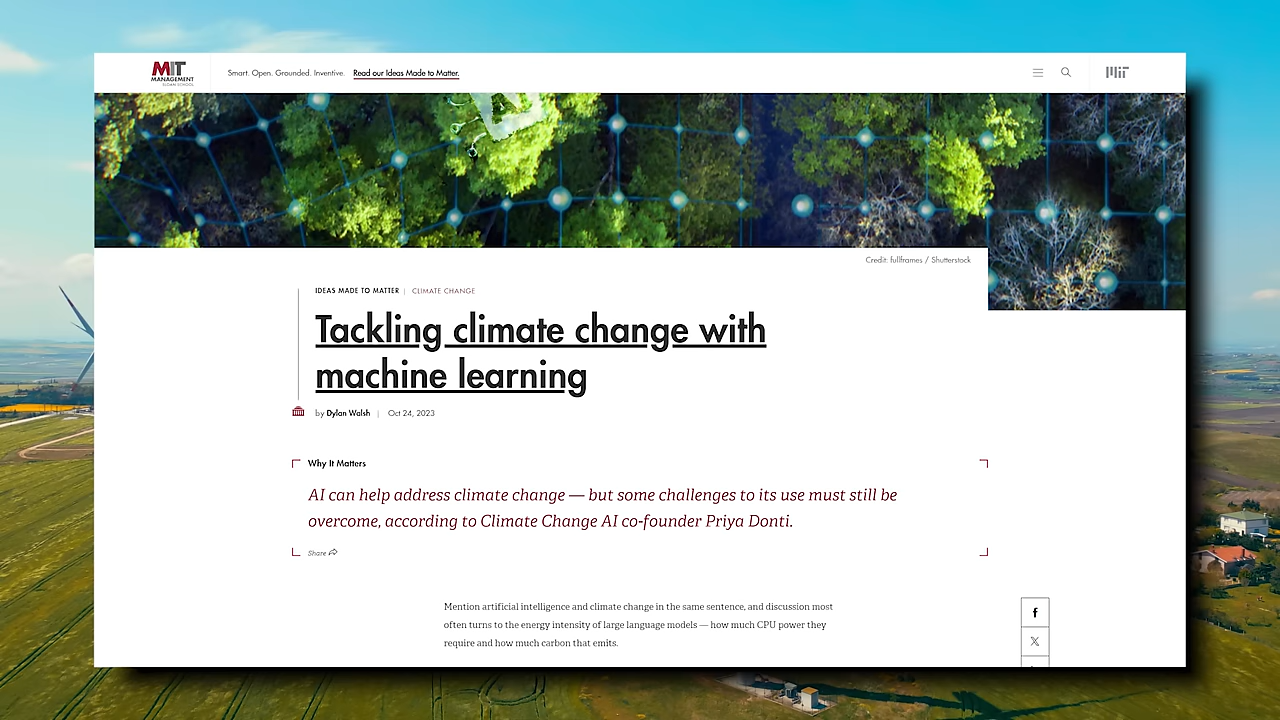 MIT
MANAGEMENT
SLOAN SCHOOL
Smart. Open. Grounded. Inventive. Read our Ideas Made to Matter.
MIT
Credit: fullframes / Shutterstock
IDEAS MADE TO MATTER | CLIMATE CHANGE
Tackling climate change with
machine learning
by Dylan Walsh | Oct 24, 2023
Why It Matters
AI can help address climate change — but some challenges to its use must still be
overcome, according to Climate Change AI co-founder Priya Donti.
Share
Mention artificial intelligence and climate change in the same sentence, and discussion most
often turns to the energy intensity of large language models — how much CPU power they
require and how much carbon that emits.